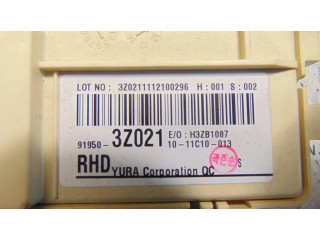 LOT NO : 3Z0211112100296 H : 001 S : 002
91950- 3Z021 E/O : H3ZB1087
10-11C10-013
RHD YURA Corporation QC S